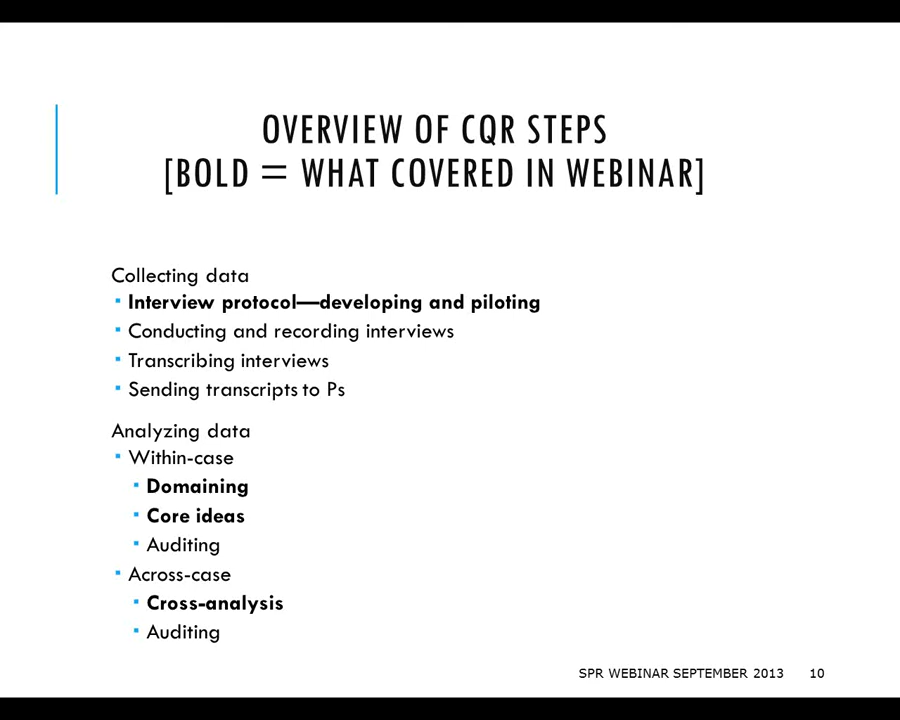 OVERVIEW OF CQR STEPS
[BOLD = WHAT COVERED IN WEBINAR]
Collecting data
▪ Interview protocol—developing and piloting
▪ Conducting and recording interviews
▪ Transcribing interviews
▪ Sending transcripts to Ps
Analyzing data
▪ Within-case
▪ Domaining
▪ Core ideas
▪ Auditing
▪ Across-case
▪ Cross-analysis
▪ Auditing
SPR WEBINAR SEPTEMBER 2013 10